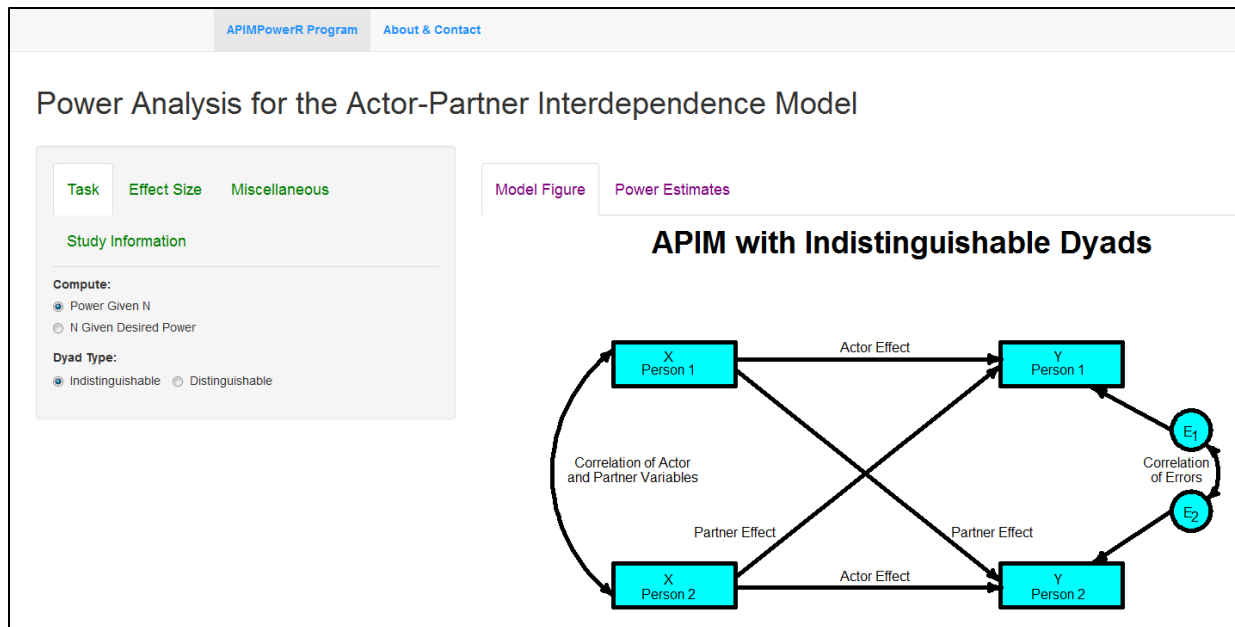 APIMPowerR Program About & Contact
Power Analysis for the Actor-Partner Interdependence Model
Task Effect Size Miscellaneous
Study Information
Compute:
Power Given N
N Given Desired Power
Dyad Type:
Indistinguishable Distinguishable
Model Figure Power Estimates
APIM with Indistinguishable Dyads
X
Person 1
Actor Effect
Y
Person 1
E1
Correlation of Actor
and Partner Variables
Correlation
of Errors
E2
Partner Effect
Partner Effect
X
Person 2
Actor Effect
Y
Person 2